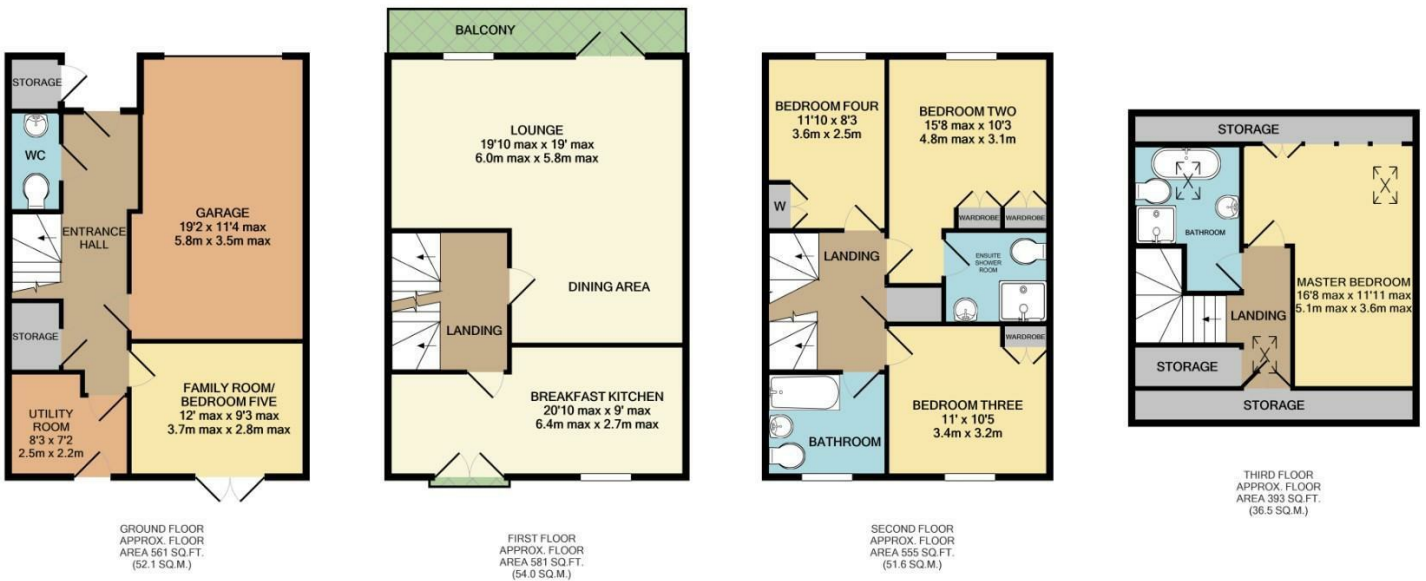 STORAGE
WC
ENTRANCE
HALL
GARAGE
19'2 x 11'4 max
5.8m x 3.5m max
STORAGE
UTILITY
ROOM
8'3 x 7'2
2.5m x 2.2m
FAMILY ROOM/
BEDROOM FIVE
12' max x 9'3 max
3.7m max x 2.8m max
GROUND FLOOR
APPROX. FLOOR
AREA 561 SQ.FT.
(52.1 SQ.M.)
BALCONY
LOUNGE
19'10 max x 19' max
6.0m max x 5.8m max
DINING AREA
LANDING
BREAKFAST KITCHEN
20'10 max x 9' max
6.4m max x 2.7m max
FIRST FLOOR
APPROX. FLOOR
AREA 581 SQ.FT.
(54.0 SQ.M.)
BEDROOM FOUR
11'10 x 8'3
3.6m x 2.5m
BEDROOM TWO
15'8 max x 10'3
4.8m max x 3.1m
W
WARDROBE
WARDROBE
LANDING
ENSUITE
SHOWER
ROOM
WARDROBE
BEDROOM THREE
11' x 10'5
3.4m x 3.2m
BATHROOM
SECOND FLOOR
APPROX. FLOOR
AREA 555 SQ.FT.
(51.6 SQ.M.)
STORAGE
BATHROOM
MASTER BEDROOM
16'8 max x 11'11 max
5.1m max x 3.6m max
LANDING
STORAGE
STORAGE
THIRD FLOOR
APPROX. FLOOR
AREA 393 SQ.FT.
(36.5 SQ.M.)